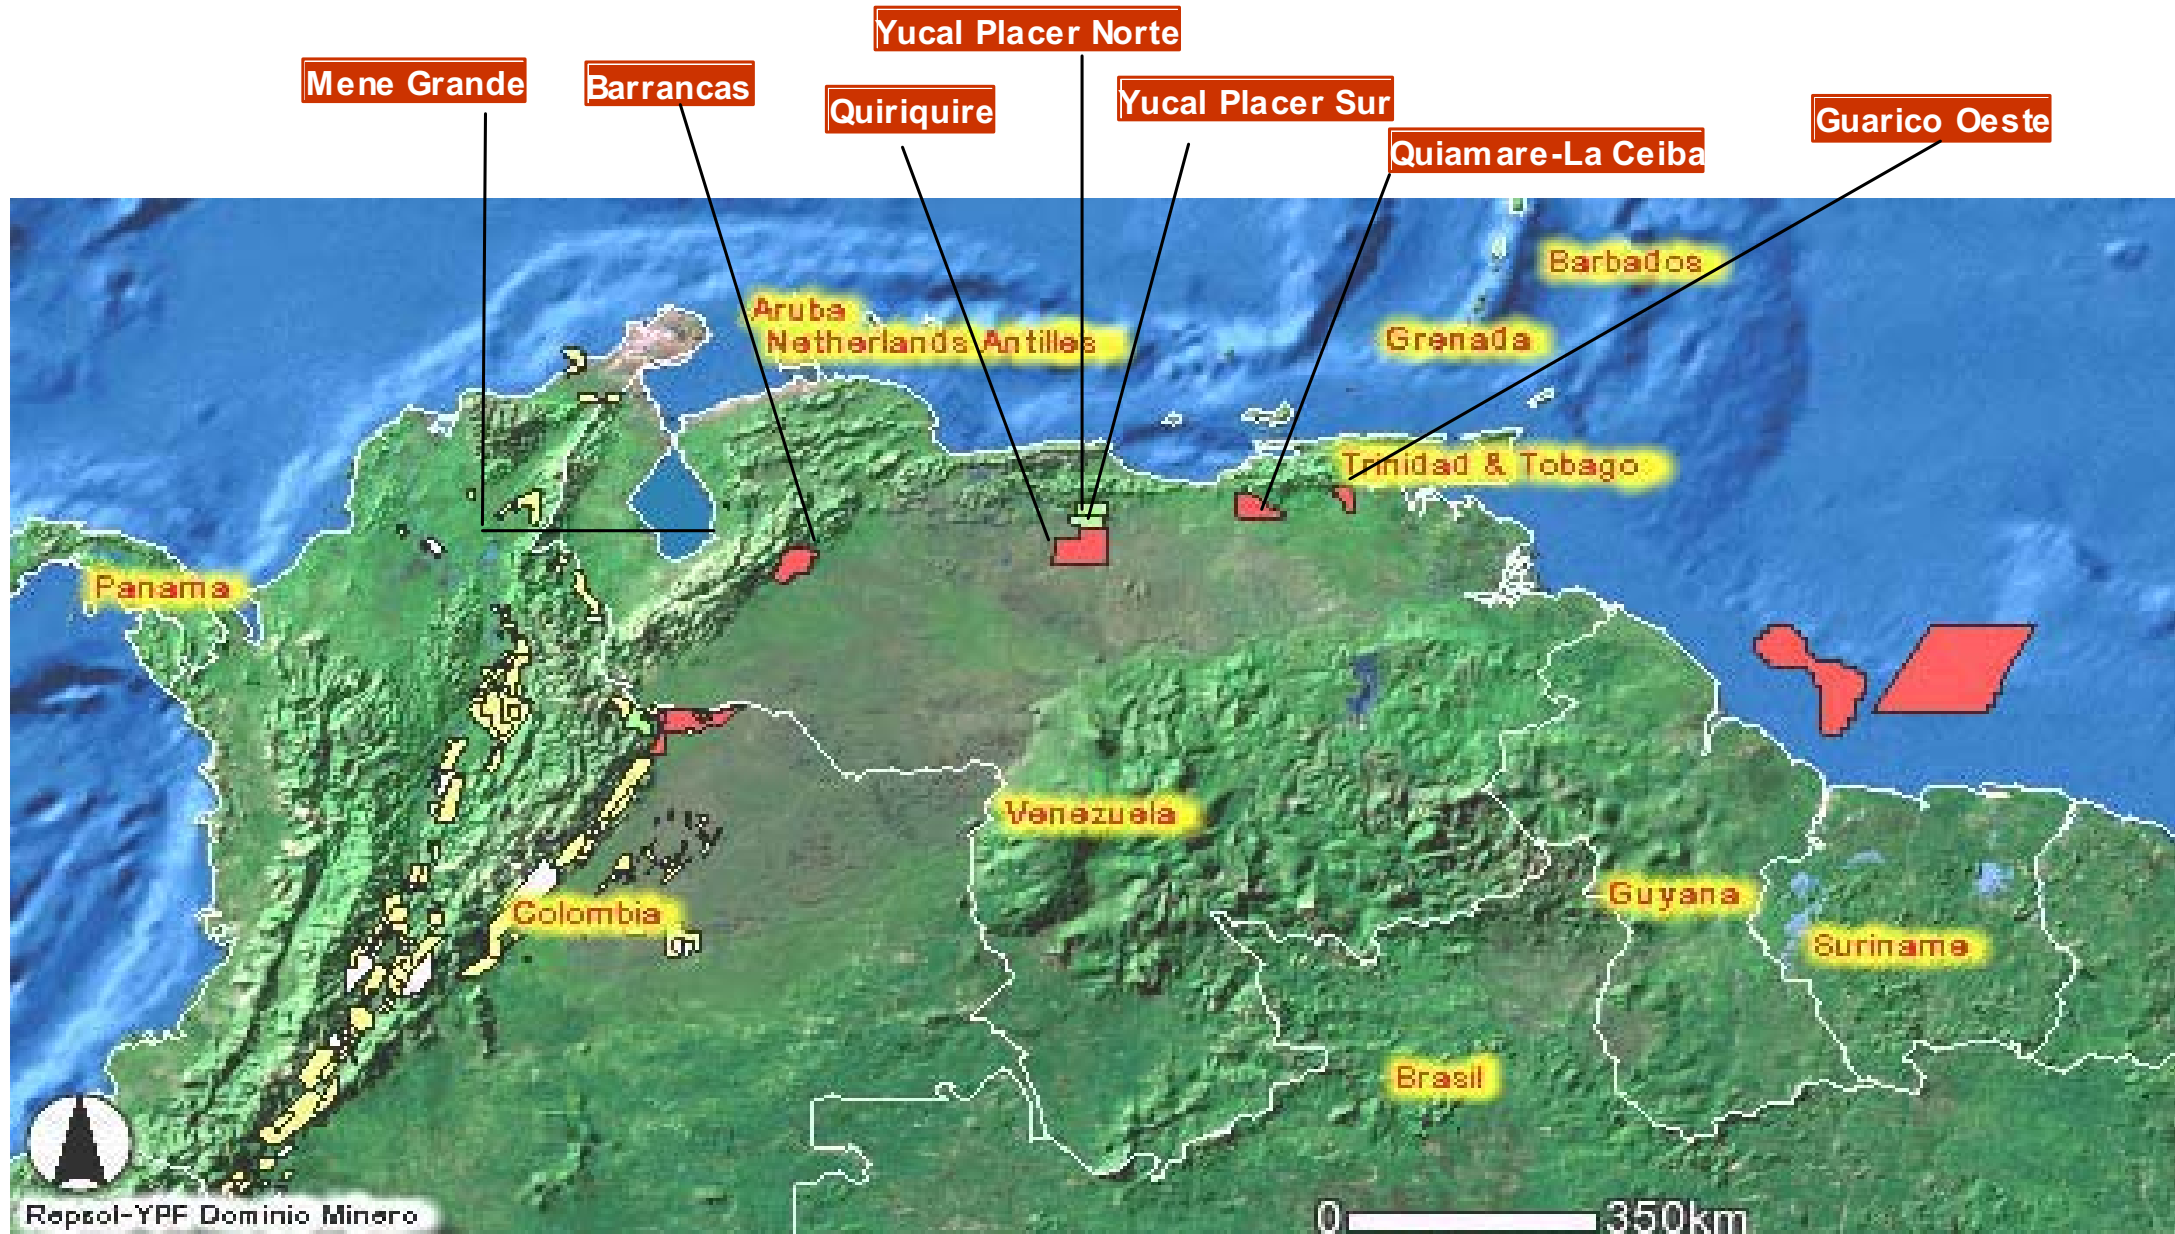 Yucal Placer Norte
Mene Grande
Barrancas
Quiriquire
Yucal Placer Sur
Guarico Oeste
Quiamare-La Ceiba
Barbados
Aruba
Netherlands Antilles
Grenada
Trinidad & Tobago
Panama
Venezuela
Guyana
Colombia
Suriname
Brasil
Repsol-YPF Dominio Minero
0 350km